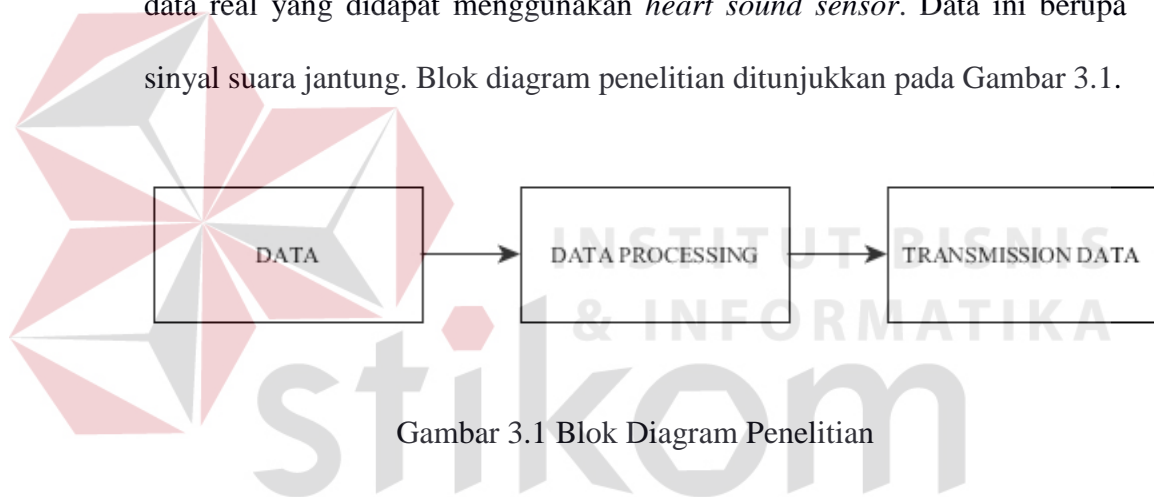 data real yang didapat menggunakan heart sound sensor. Data ini berupa
sinyal suara jantung. Blok diagram penelitian ditunjukkan pada Gambar 3.1.
DATA
DATA PROCESSING
TRANSMISSION DATA
INSTITUT BISNIS
& INFORMATIKA
stikom
Gambar 3.1 Blok Diagram Penelitian